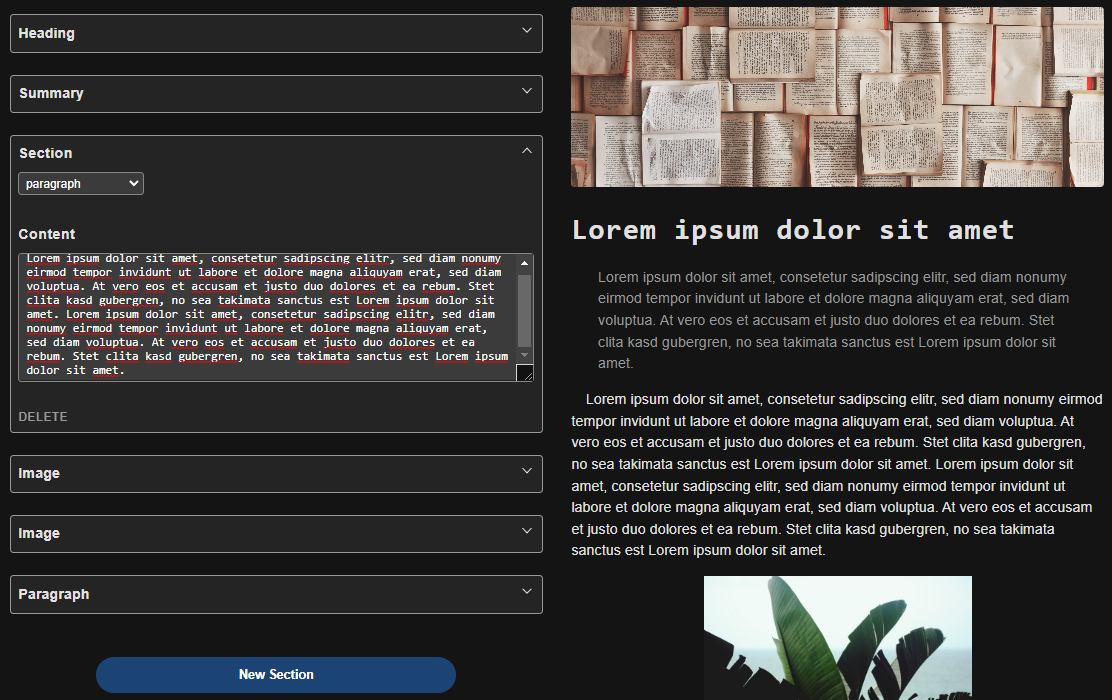 Heading
Summary
Section
paragraph
Content
Lorem ipsum dolor sit amet, consetetur sadipscing elitr, sed diam nonumy
eirmod tempor invidunt ut labore et dolore magna aliquyam erat, sed diam
voluptua. At vero eos et accusam et justo duo dolores et ea rebum. Stet
clita kasd gubergren, no sea takimata sanctus est Lorem ipsum dolor sit
amet. Lorem ipsum dolor sit amet, consetetur sadipscing elitr, sed diam
nonumy eirmod tempor invidunt ut labore et dolore magna aliquyam erat,
sed diam voluptua. At vero eos et accusam et justo duo dolores et ea
rebum. Stet clita kasd gubergren, no sea takimata sanctus est Lorem ipsum
dolor sit amet.
DELETE
Image
Image
Paragraph
New Section
Lorem ipsum dolor sit amet
Lorem ipsum dolor sit amet, consetetur sadipscing elitr, sed diam nonumy
eirmod tempor invidunt ut labore et dolore magna aliquyam erat, sed diam
voluptua. At vero eos et accusam et justo duo dolores et ea rebum. Stet
clita kasd gubergren, no sea takimata sanctus est Lorem ipsum dolor sit
amet.
Lorem ipsum dolor sit amet, consetetur sadipscing elitr, sed diam nonumy eirmod
tempor invidunt ut labore et dolore magna aliquyam erat, sed diam voluptua. At
vero eos et accusam et justo duo dolores et ea rebum. Stet clita kasd gubergren,
no sea takimata sanctus est Lorem ipsum dolor sit amet. Lorem ipsum dolor sit
amet, consetetur sadipscing elitr, sed diam nonumy eirmod tempor invidunt ut
labore et dolore magna aliquyam erat, sed diam voluptua. At vero eos et accusam
et justo duo dolores et ea rebum. Stet clita kasd gubergren, no sea takimata
sanctus est Lorem ipsum dolor sit amet.